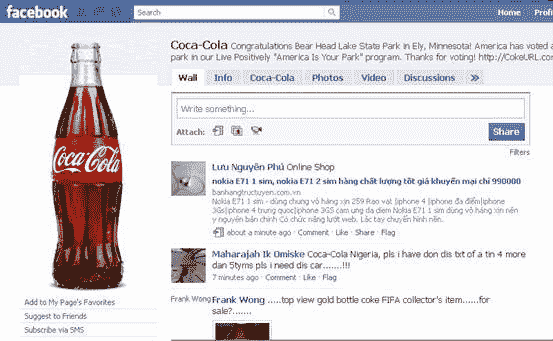 facebook
Search
Home Profi
Coca-Cola Congratulations Bear Head Lake State Park in Ely, Minnesota! America has voted a
park in our Live Positively "America Is Your Park" program. Thanks for voting! http://CokeURL.com
Wall Info Coca-Cola Photos Video Discussions »
Write something...
Attach:
Share
Filters
Coca-Cola
Lưu Nguyên Phú Online Shop
nokia E71 1 sim, nokia E71 2 sim hàng chất lượng tốt giá khuyến mại chỉ 990000
banhangtructuyen.com.vn
Nokia E71 1 sim - dùng chung vỏ hàng xịn 259 Rao vat |iphone 4 |iphone đa điểm|iphone
3Gs|iphone 4 trung quoc|iphone 3GS cam ung da diem Nokia E71 1 sim dùng vỏ hàng xịn nên
y nguyên bản chính Có chức năng lướt web. Lắc tay chuyển hình nền.
about a minute ago · Comment · Like · Share · Flag
Maharajah Ik Omiske Coca-Cola Nigeria, pls i have don dis txt of a tin 4 more
dan 5tyms pls i need dis car.......!!!
7 minutes ago · Comment · Like · Flag
Add to My Page's Favorites
Suggest to Friends
Subscribe via SMS
Frank Wong
Frank Wong .....top view gold bottle coke FIFA collector's item......for
sale?.......